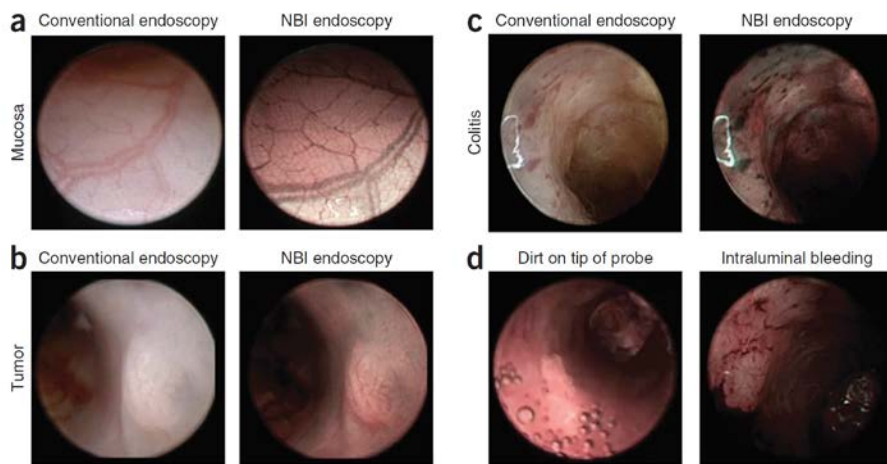 a
Conventional endoscopy
NBI endoscopy
Mucosa
b
Conventional endoscopy
NBI endoscopy
Tumor
c
Conventional endoscopy
NBI endoscopy
Colitis
d
Dirt on tip of probe
Intraluminal bleeding